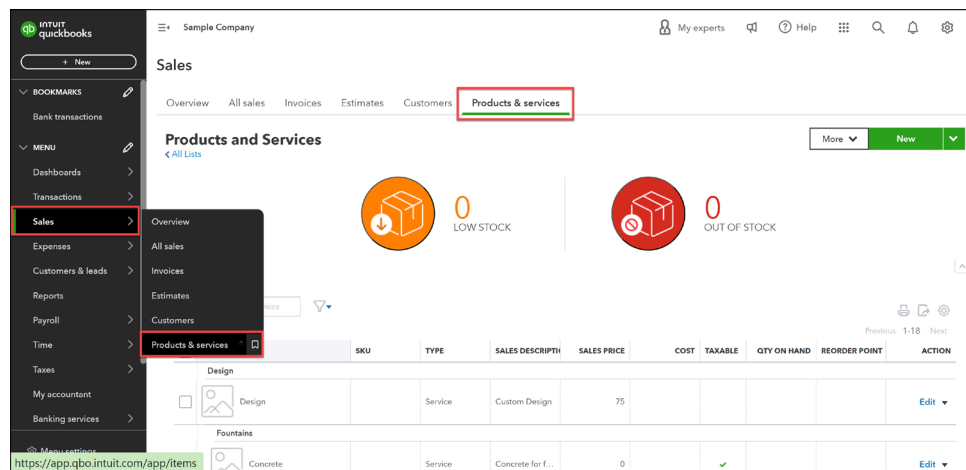 INTUIT
quickbooks
Sample Company
My experts
Help
+ New
Sales
BOOKMARKS
Bank transactions
MENU
Dashboards
Transactions
Sales
Expenses
Customers & leads
Reports
Payroll
Time
Taxes
My accountant
Banking services
Menu settings
Overview
All sales
Invoices
Estimates
Customers
Products & services
Overview All sales Invoices Estimates Customers Products & services
Products and Services
All Lists
More
New
0
LOW STOCK
0
OUT OF STOCK
Previous 1-18 Next
SKU TYPE SALES DESCRIPTI SALES PRICE COST TAXABLE QTY ON HAND REORDER POINT ACTION
Design
Design Service Custom Design 75 Edit
Fountains
Concrete Service Concrete for f... 0 Edit
https://app.qbo.intuit.com/app/items